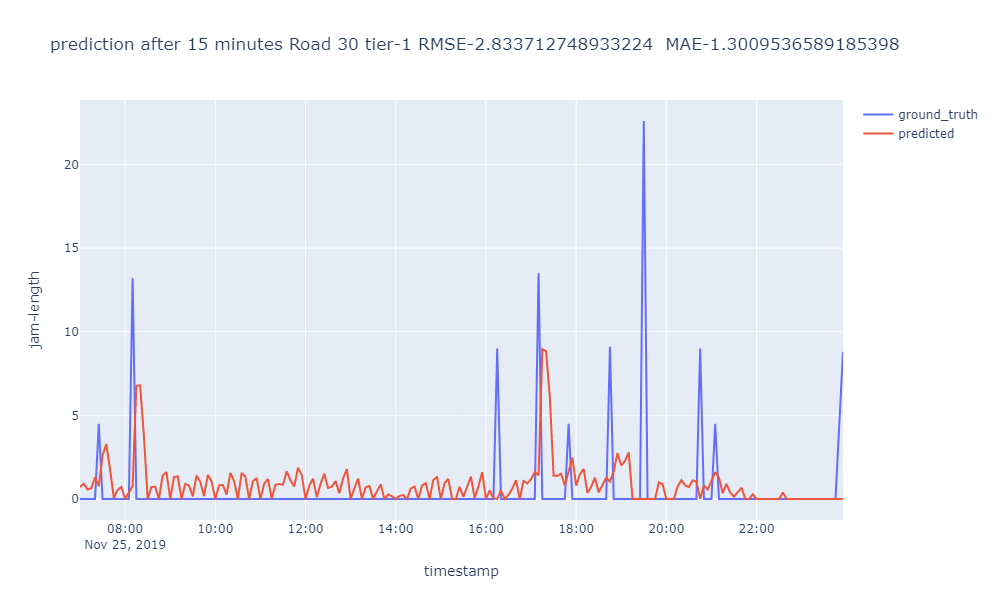 prediction after 15 minutes Road 30 tier-1 RMSE-2.833712748933224  MAE-1.3009536589185398
ground_truth
predicted
jam-length
20
15
10
5
0
08:00 10:00 12:00 14:00 16:00 18:00 20:00 22:00
Nov 25, 2019
timestamp